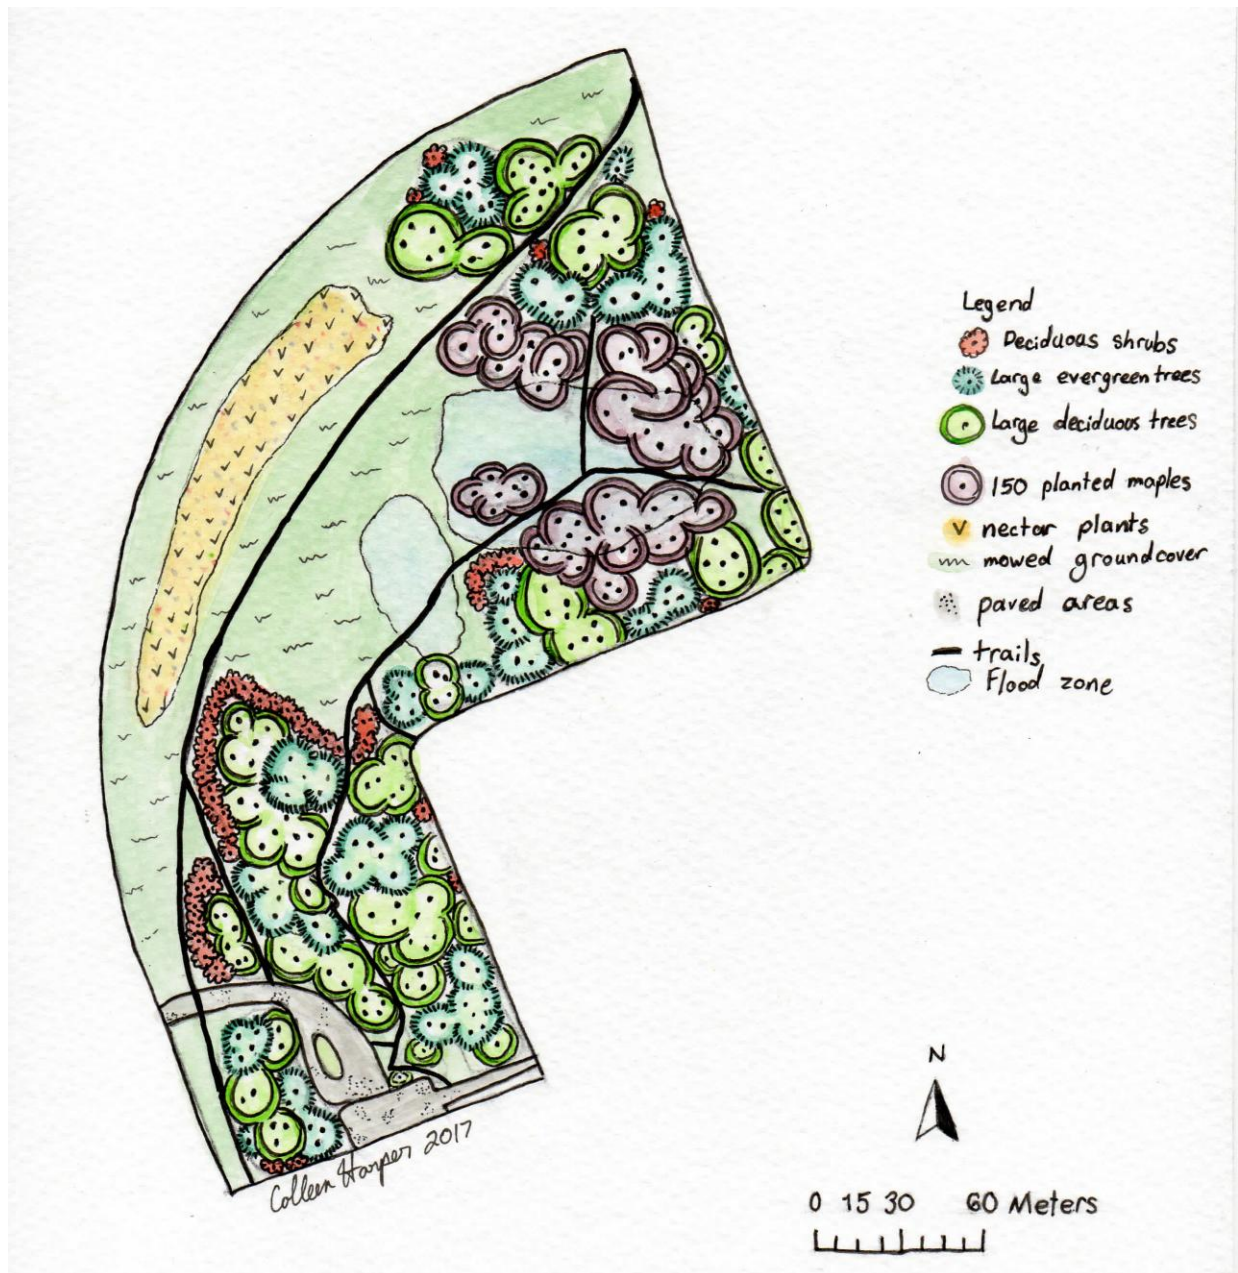 Legend
Deciduous shrubs
Large evergreen trees
Large deciduous trees
150 planted maples
nectar plants
mowed groundcover
paved areas
trails
Flood zone
N
0 15 30 60 Meters
Colleen Harper 2017